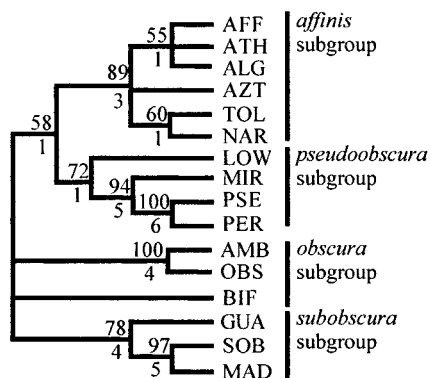 55 AFF affinis
ATH subgroup
89 1 ALG
3 AZT
58 60 TOL
1 1 NAR
72 LOW pseudoobscura
1 94 MIR subgroup
5 100 PSE
6 PER
100 AMB obscura
4 OBS subgroup
BIF
78 GUA subobscura
4 97 SOB subgroup
5 MAD